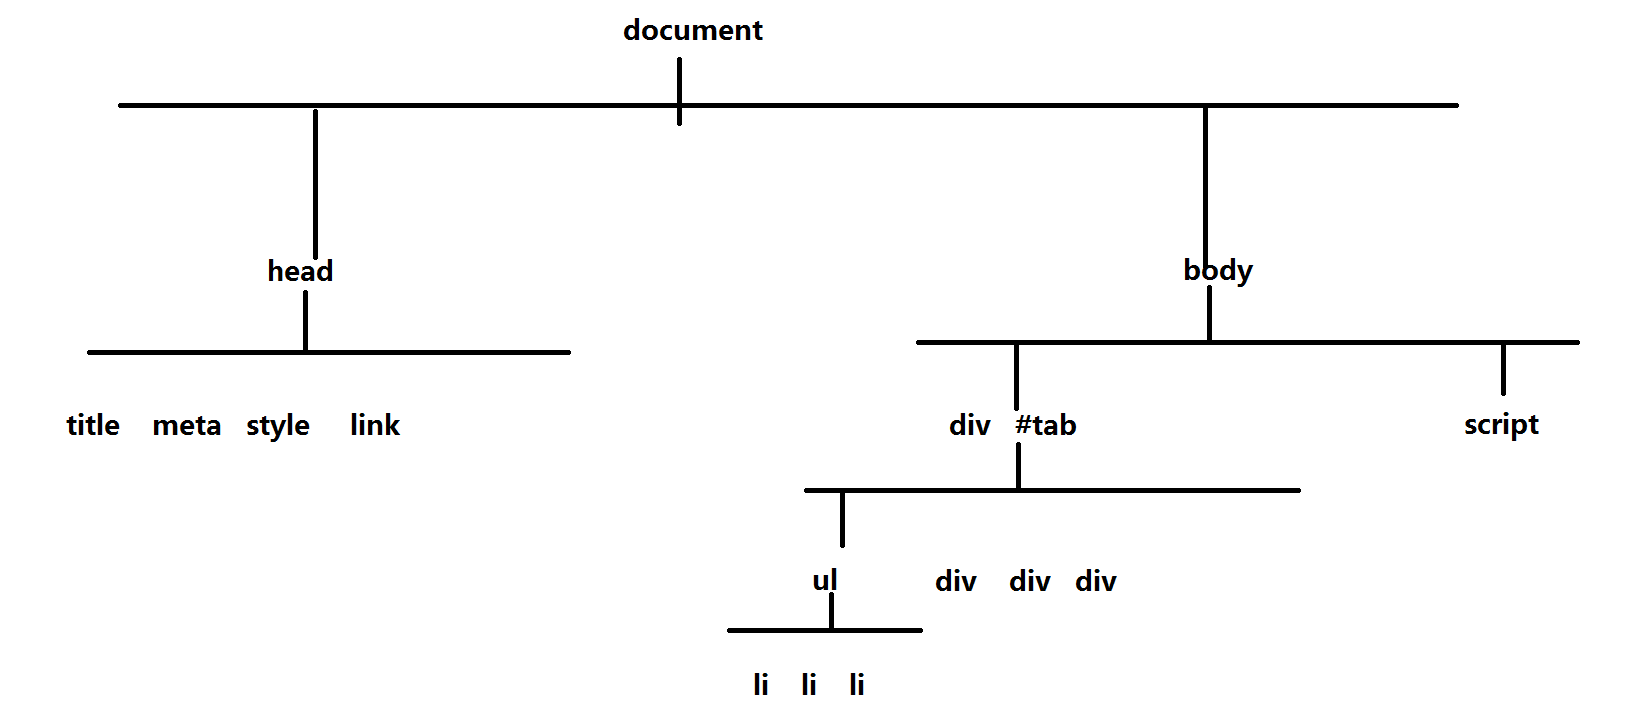 document
head body
title meta style link div #tab script
ul div div div
li li li